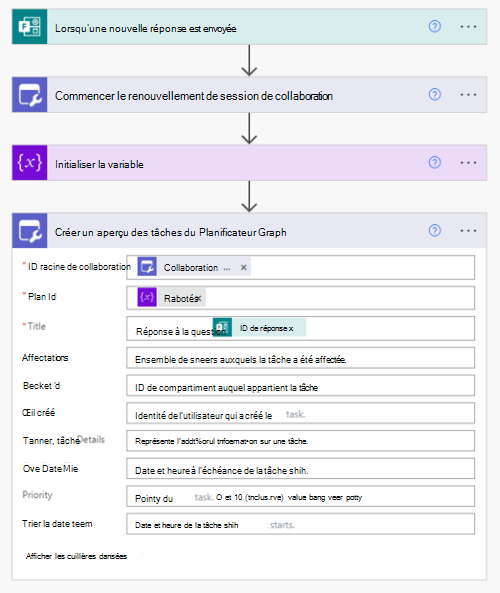 Lorsqu'une nouvelle réponse est envoyée
Commencer le renouvellement de session de collaboration
{x} Initialiser la variable
Créer un aperçu des tâches du Planificateur Graph
* ID racine de collaboration Collaboration ... ×
* Plan Id {x} Rabotés ×
* Title Réponse à la question ID de réponse x
Affectations Ensemble de sneers auxquels la tâche a été affectée.
Becket 'd ID de compartiment auquel appartient la tâche
Œil créé Identité de l'utilisateur qui a créé le task.
Tanner, tâche Details Représente l'addt%orul tnfoemat•on sur une tâche.
Ove Date Mie Date et heure à l'échéance de la tâche shih.
Priority Pointy du task. O et 10 (tnclus.rve) value bang veer potty
Trier la date teem Date et heure de la tâche shih starts.
Afficher les cuillères dansées